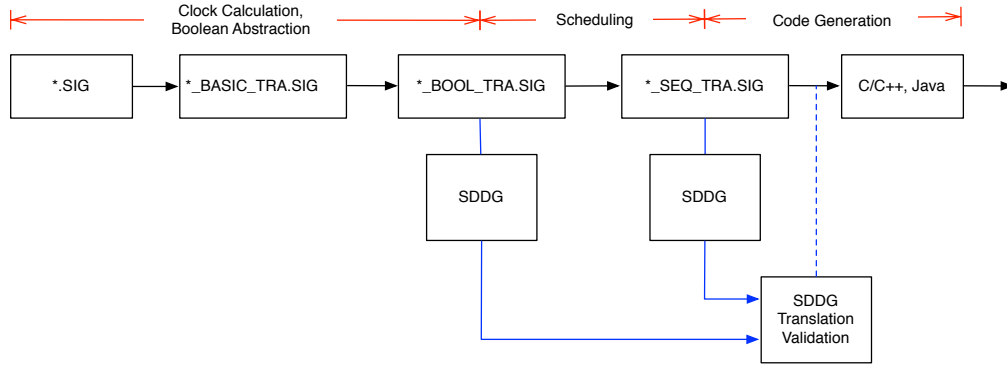 Clock Calculation,
Boolean Abstraction
Scheduling
Code Generation
*.SIG
*_BASIC_TRA.SIG
*_BOOL_TRA.SIG
*_SEQ_TRA.SIG
C/C++, Java
SDDG
SDDG
SDDG
Translation
Validation